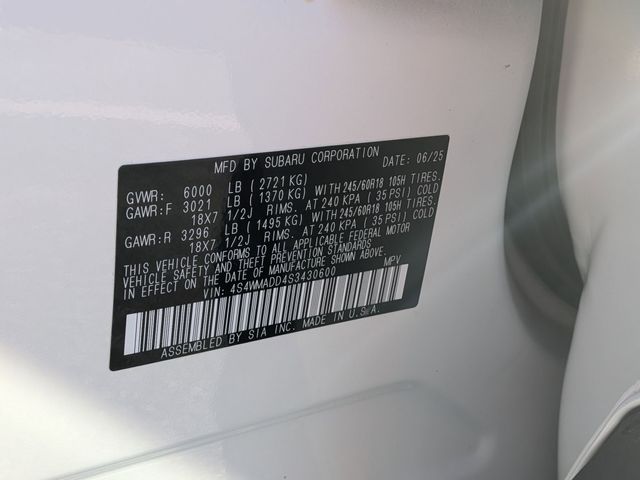 MFD BY SUBARU CORPORATION DATE: 06/25
GVWR: 6000 LB ( 2721 KG)
GAWR:F 3021 LB ( 1370 KG) WITH 245/60R18 105H TIRES.
18X7 1/2J RIMS. AT 240 KPA ( 35 PSI) COLD
GAWR:R 3296 LB ( 1495 KG) WITH 245/60R18 105H TIRES.
18X7 1/2J RIMS. AT 240 KPA ( 35 PSI) COLD
THIS VEHICLE CONFORMS TO ALL APPLICABLE FEDERAL MOTOR
VEHICLE SAFETY AND BUMPER AND THEFT PREVENTION STANDARDS
IN EFFECT ON THE DATE OF MANUFACTURE SHOWN ABOVE.
VIN: 4S4WMADD4S3430600 MPV
ASSEMBLED BY SIA INC. MADE IN U.S.A.